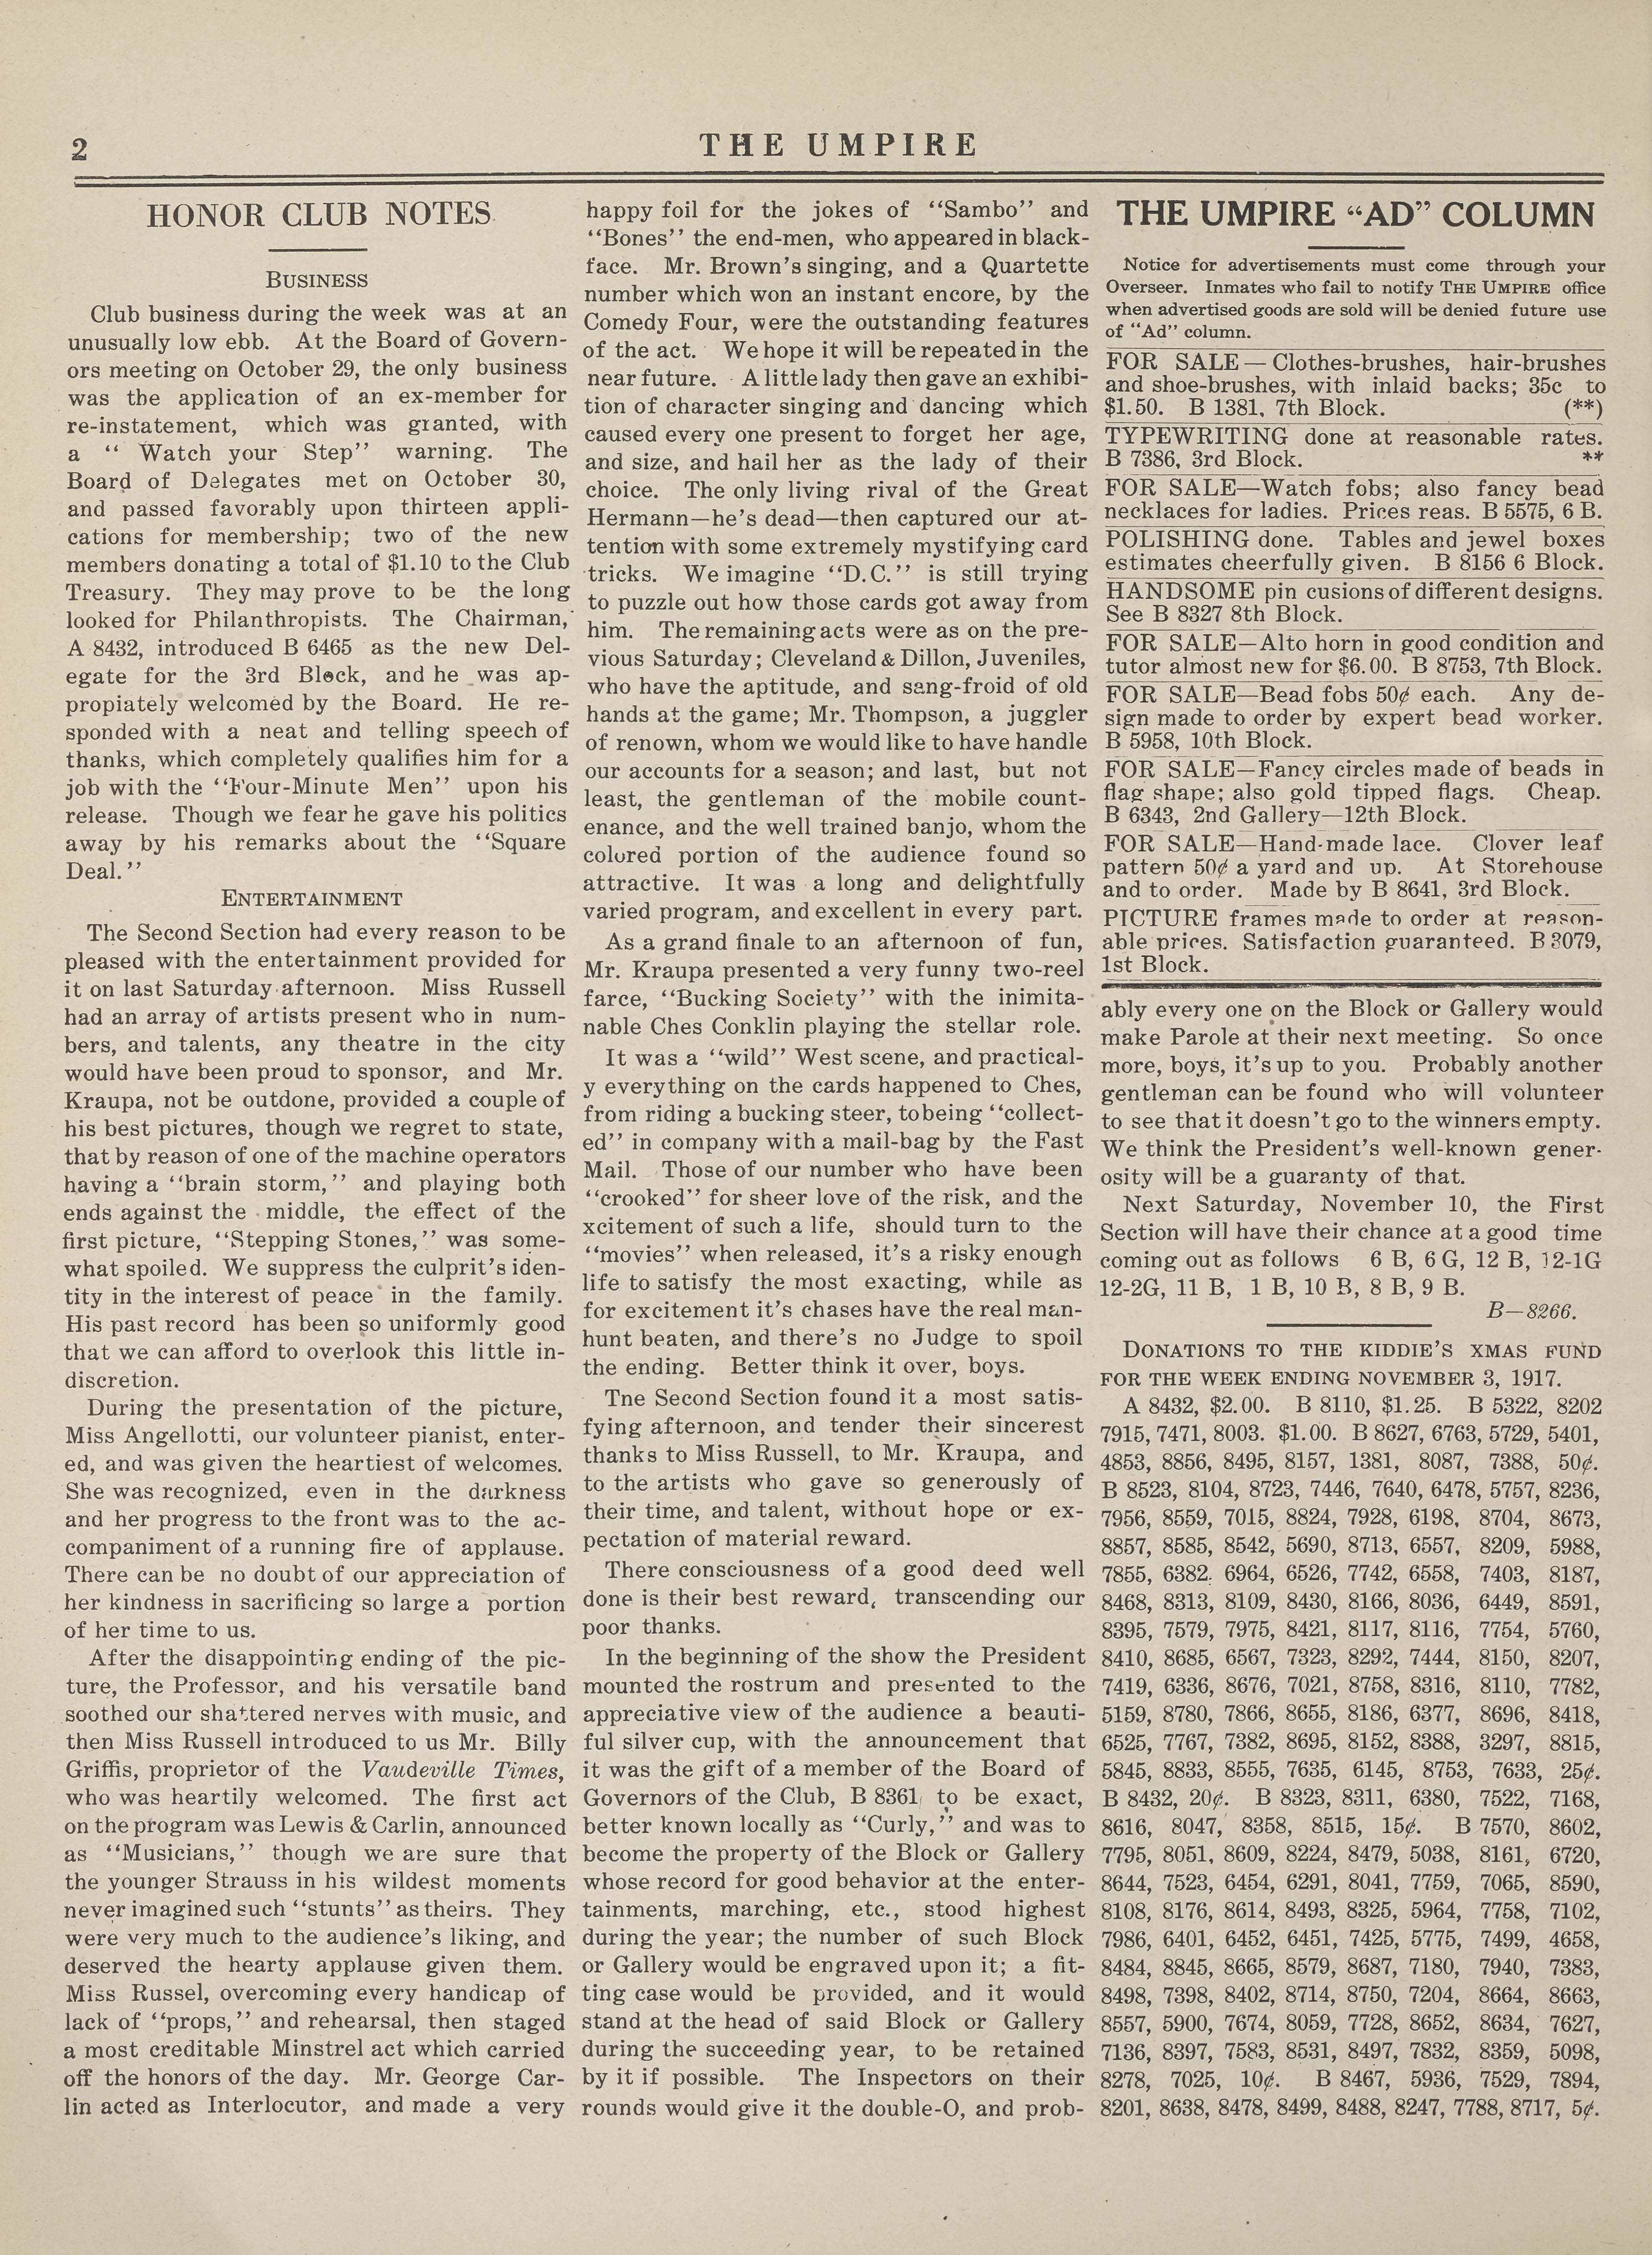 2
THE UMPIRE
HONOR CLUB NOTES
BUSINESS
Club business during the week was at an
unusually low ebb. At the Board of Govern-
ors meeting on October 29, the only business
was the application of an ex-member for
re-instatement, which was granted, with
a “ Watch your Step” warning. The
Board of Delegates met on October 30,
and passed favorably upon thirteen appli-
cations for membership; two of the new
members donating a total of $1.10 to the Club
Treasury. They may prove to be the long
looked for Philanthropists. The Chairman,
A 8432, introduced B 6465 as the new Del-
egate for the 3rd Block, and he was ap-
propiately welcomed by the Board. He re-
sponded with a neat and telling speech of
thanks, which completely qualifies him for a
job with the “Four-Minute Men” upon his
release. Though we fear he gave his politics
away by his remarks about the “Square
Deal.”
ENTERTAINMENT
The Second Section had every reason to be
pleased with the entertainment provided for
it on last Saturday afternoon. Miss Russell
had an array of artists present who in num-
bers, and talents, any theatre in the city
would have been proud to sponsor, and Mr.
Kraupa, not be outdone, provided a couple of
his best pictures, though we regret to state,
that by reason of one of the machine operators
having a “brain storm,” and playing both
ends against the middle, the effect of the
first picture, “Stepping Stones,” was some-
what spoiled. We suppress the culprit’s iden-
tity in the interest of peace in the family.
His past record has been so uniformly good
that we can afford to overlook this little in-
discretion.
During the presentation of the picture,
Miss Angellotti, our volunteer pianist, enter-
ed, and was given the heartiest of welcomes.
She was recognized, even in the darkness
and her progress to the front was to the ac-
companiment of a running fire of applause.
There can be no doubt of our appreciation of
her kindness in sacrificing so large a portion
of her time to us.
After the disappointing ending of the pic-
ture, the Professor, and his versatile band
soothed our shattered nerves with music, and
then Miss Russell introduced to us Mr. Billy
Griffis, proprietor of the Vaudeville Times,
who was heartily welcomed. The first act
on the program was Lewis & Carlin, announced
as “Musicians,” though we are sure that
the younger Strauss in his wildest moments
never imagined such “stunts” as theirs. They
were very much to the audience’s liking, and
deserved the hearty applause given them.
Miss Russel, overcoming every handicap of
lack of “props,” and rehearsal, then staged
a most creditable Minstrel act which carried
off the honors of the day. Mr. George Car-
lin acted as Interlocutor, and made a very
happy foil for the jokes of “Sambo” and
“Bones” the end-men, who appeared in black-
face. Mr. Brown’s singing, and a Quartette
number which won an instant encore, by the
Comedy Four, were the outstanding features
of the act. We hope it will be repeated in the
near future. A little lady then gave an exhibi-
tion of character singing and dancing which
caused every one present to forget her age,
and size, and hail her as the lady of their
choice. The only living rival of the Great
Hermann—he’s dead—then captured our at-
tention with some extremely mystifying card
tricks. We imagine “D.C.” is still trying
to puzzle out how those cards got away from
him. The remaining acts were as on the pre-
vious Saturday; Cleveland & Dillon, Juveniles,
who have the aptitude, and sang-froid of old
hands at the game; Mr. Thompson, a juggler
of renown, whom we would like to have handle
our accounts for a season; and last, but not
least, the gentleman of the mobile count-
enance, and the well trained banjo, whom the
colored portion of the audience found so
attractive. It was a long and delightfully
varied program, and excellent in every part.
As a grand finale to an afternoon of fun,
Mr. Kraupa presented a very funny two-reel
farce, “Bucking Society” with the inimita-
nable Ches Conklin playing the stellar role.
It was a “wild” West scene, and practical-
y everything on the cards happened to Ches,
from riding a bucking steer, tobeing “collect-
ed” in company with a mail-bag by the Fast
Mail. Those of our number who have been
“crooked” for sheer love of the risk, and the
xcitement of such a life, should turn to the
“movies” when released, it’s a risky enough
life to satisfy the most exacting, while as
for excitement it’s chases have the real man-
hunt beaten, and there’s no Judge to spoil
the ending. Better think it over, boys.
Tne Second Section found it a most satis-
fying afternoon, and tender their sincerest
thanks to Miss Russell, to Mr. Kraupa, and
to the artists who gave so generously of
their time, and talent, without hope or ex-
pectation of material reward.
There consciousness of a good deed well
done is their best reward, transcending our
poor thanks.
In the beginning of the show the President
mounted the rostrum and presented to the
appreciative view of the audience a beauti-
ful silver cup, with the announcement that
it was the gift of a member of the Board of
Governors of the Club, B 8361, to be exact,
better known locally as “Curly,” and was to
become the property of the Block or Gallery
whose record for good behavior at the enter-
tainments, marching, etc., stood highest
during the year; the number of such Block
or Gallery would be engraved upon it; a fit-
ting case would be provided, and it would
stand at the head of said Block or Gallery
during the succeeding year, to be retained
by it if possible. The Inspectors on their
rounds would give it the double-O, and prob-
THE UMPIRE “AD” COLUMN
Notice for advertisements must come through your
Overseer. Inmates who fail to notify THE UMPIRE office
when advertised goods are sold will be denied future use
of “Ad” column.
FOR SALE — Clothes-brushes, hair-brushes
and shoe-brushes, with inlaid backs; 35c to
$1.50. B 1381, 7th Block. (**)
TYPEWRITING done at reasonable rates.
B 7386, 3rd Block. **
FOR SALE—Watch fobs; also fancy bead
necklaces for ladies. Prices reas. B 5575, 6 B.
POLISHING done. Tables and jewel boxes
estimates cheerfully given. B 8156 6 Block.
HANDSOME pin cusions of different designs.
See B 8327 8th Block.
FOR SALE—Alto horn in good condition and
tutor almost new for $6.00. B 8753, 7th Block.
FOR SALE—Bead fobs 50¢ each. Any de-
sign made to order by expert bead worker.
B 5958, 10th Block.
FOR SALE—Fancy circles made of beads in
flag shape; also gold tipped flags. Cheap.
B 6343, 2nd Gallery—12th Block.
FOR SALE—Hand-made lace. Clover leaf
pattern 50¢ a yard and up. At Storehouse
and to order. Made by B 8641, 3rd Block.
PICTURE frames made to order at reason-
able prices. Satisfaction guaranteed. B 3079,
1st Block.
ably every one on the Block or Gallery would
make Parole at their next meeting. So once
more, boys, it’s up to you. Probably another
gentleman can be found who will volunteer
to see that it doesn’t go to the winners empty.
We think the President’s well-known gener-
osity will be a guaranty of that.
Next Saturday, November 10, the First
Section will have their chance at a good time
coming out as follows 6 B, 6 G, 12 B, 12-1G
12-2G, 11 B, 1 B, 10 B, 8 B, 9 B.
B—8266.
DONATIONS TO THE KIDDIE’S XMAS FUND
FOR THE WEEK ENDING NOVEMBER 3, 1917.
A 8432, $2.00. B 8110, $1.25. B 5322, 8202
7915, 7471, 8003. $1.00. B 8627, 6763, 5729, 5401,
4853, 8856, 8495, 8157, 1381, 8087, 7388, 50¢.
B 8523, 8104, 8723, 7446, 7640, 6478, 5757, 8236,
7956, 8559, 7015, 8824, 7928, 6198, 8704, 8673,
8857, 8585, 8542, 5690, 8713, 6557, 8209, 5988,
7855, 6382. 6964, 6526, 7742, 6558, 7403, 8187,
8468, 8313, 8109, 8430, 8166, 8036, 6449, 8591,
8395, 7579, 7975, 8421, 8117, 8116, 7754, 5760,
8410, 8685, 6567, 7323, 8292, 7444, 8150, 8207,
7419, 6336, 8676, 7021, 8758, 8316, 8110, 7782,
5159, 8780, 7866, 8655, 8186, 6377, 8696, 8418,
6525, 7767, 7382, 8695, 8152, 8388, 3297, 8815,
5845, 8833, 8555, 7635, 6145, 8753, 7633, 25¢.
B 8432, 20¢. B 8323, 8311, 6380, 7522, 7168,
8616, 8047, 8358, 8515, 15¢. B 7570, 8602,
7795, 8051, 8609, 8224, 8479, 5038, 8161, 6720,
8644, 7523, 6454, 6291, 8041, 7759, 7065, 8590,
8108, 8176, 8614, 8493, 8325, 5964, 7758, 7102,
7986, 6401, 6452, 6451, 7425, 5775, 7499, 4658,
8484, 8845, 8665, 8579, 8687, 7180, 7940, 7383,
8498, 7398, 8402, 8714, 8750, 7204, 8664, 8663,
8557, 5900, 7674, 8059, 7728, 8652, 8634, 7627,
7136, 8397, 7583, 8531, 8497, 7832, 8359, 5098,
8278, 7025, 10¢. B 8467, 5936, 7529, 7894,
8201, 8638, 8478, 8499, 8488, 8247, 7788, 8717, 5¢.